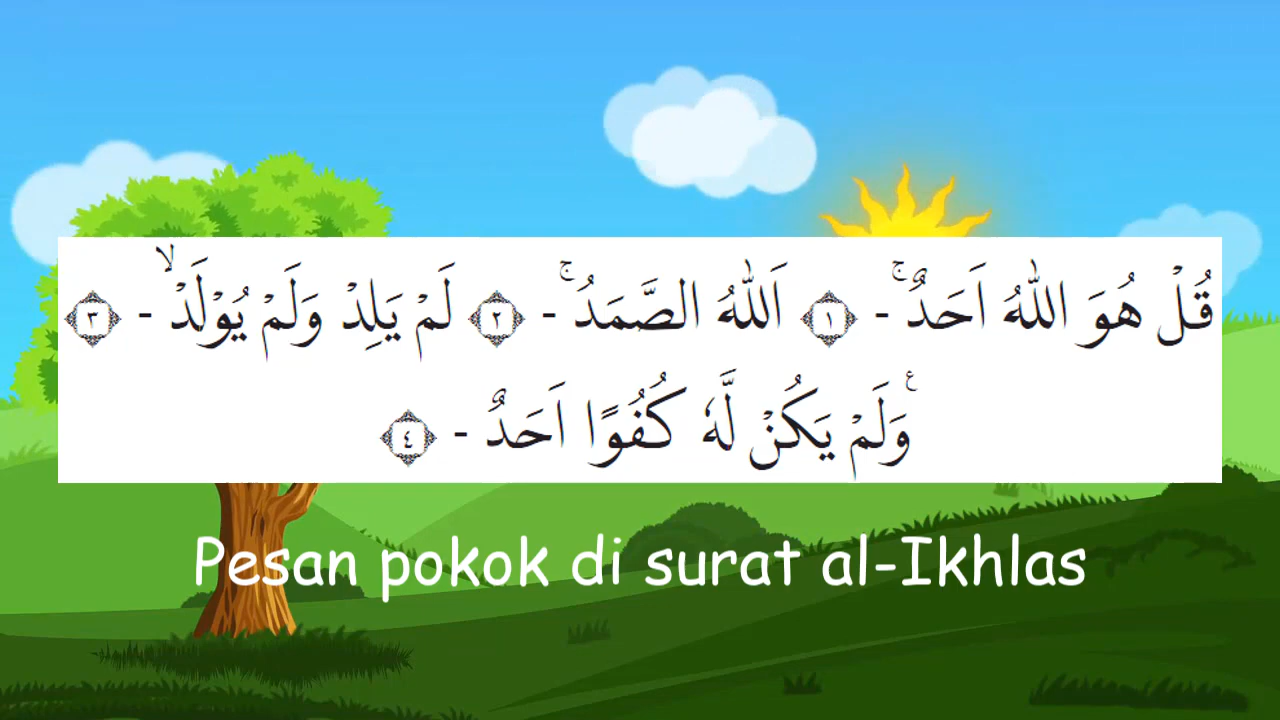 قُلْ هُوَ اللّٰهُ اَحَدٌۚ - ١ اَللّٰهُ الصَّمَدُۚ - ٢ لَمْ يَلِدْ وَلَمْ يُوْلَدْۙ - ٣
وَلَمْ يَكُنْ لَّهٗ كُفُوًا اَحَدٌ ࣖ - ٤
Pesan pokok di surat al-Ikhlas